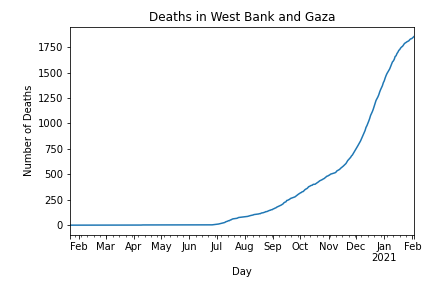 Deaths in West Bank and Gaza
Number of Deaths
1750
1500
1250
1000
750
500
250
0
Feb Mar Apr May Jun Jul Aug Sep Oct Nov Dec Jan Feb
2021
Day